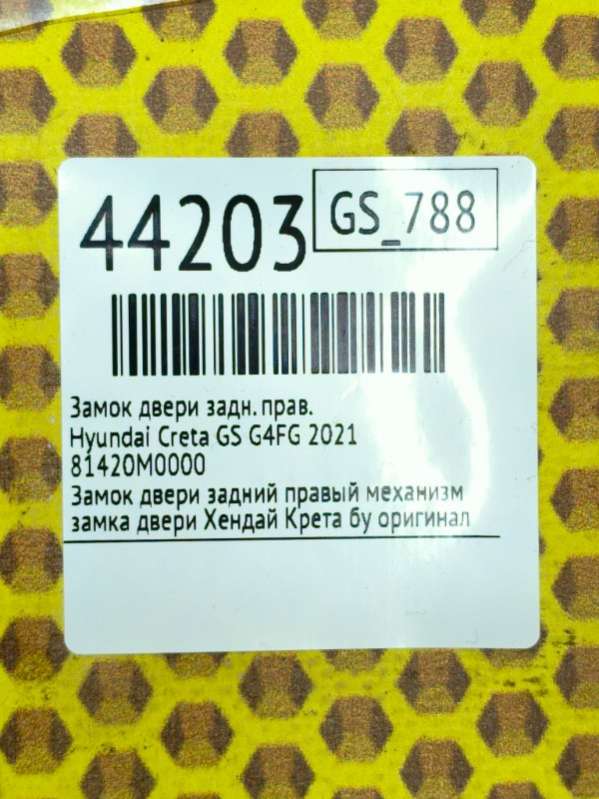 44203 GS_788
Замок двери задн. прав.
Hyundai Creta GS G4FG 2021
81420M0000
Замок двери задний правый механизм
замка двери Хендай Крета бу оригинал